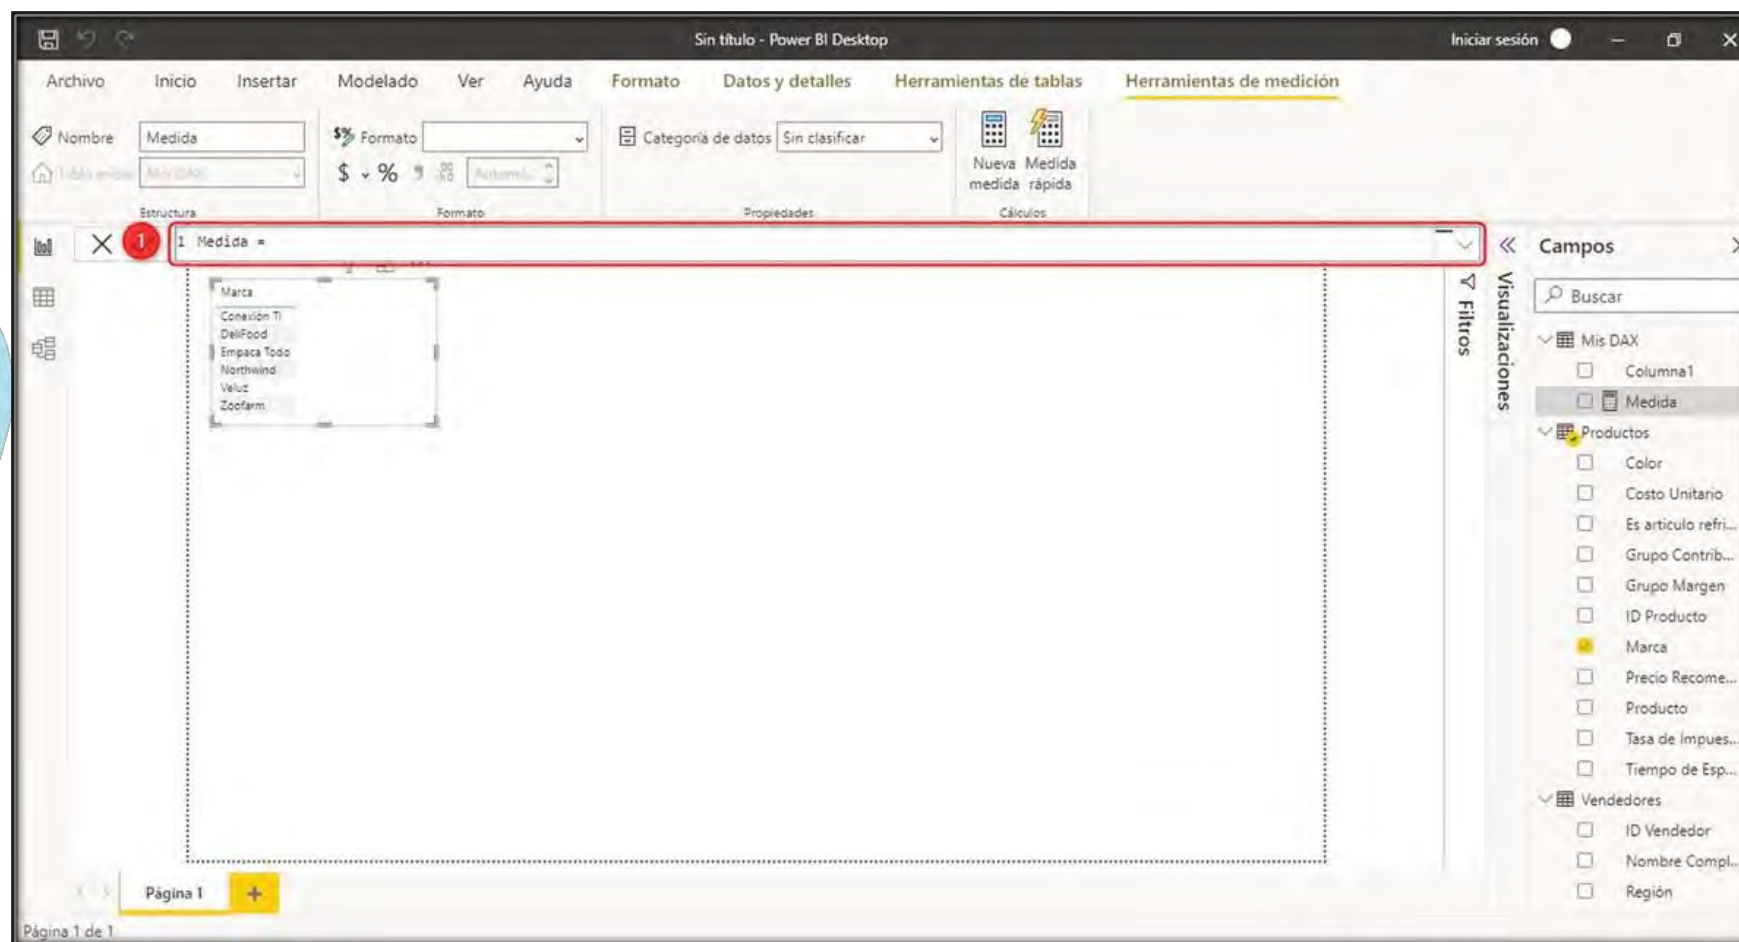 Sin título - Power BI Desktop
Iniciar sesión
Archivo Inicio Insertar Modelado Ver Ayuda Formato Datos y detalles Herramientas de tablas Herramientas de medición
Nombre Medida
Formato
Categoría de datos Sin clasificar
Nueva medida
Medida rápida
$ %
Mis DAX
Estructura Formato Propiedades Cálculos
1
1 Medida =
Marca
Conexión TI
DeliFood
Empaca Todo
Northwind
Veluz
Zoofarm
Filtros
Visualizaciones
Campos
Buscar
Mis DAX
Columna1
Medida
Productos
Color
Costo Unitario
Es articulo refri...
Grupo Contrib...
Grupo Margen
ID Producto
Marca
Precio Recome...
Producto
Tasa de Impues...
Tiempo de Esp...
Vendedores
ID Vendedor
Nombre Compl...
Región
Página 1
Página 1 de 1